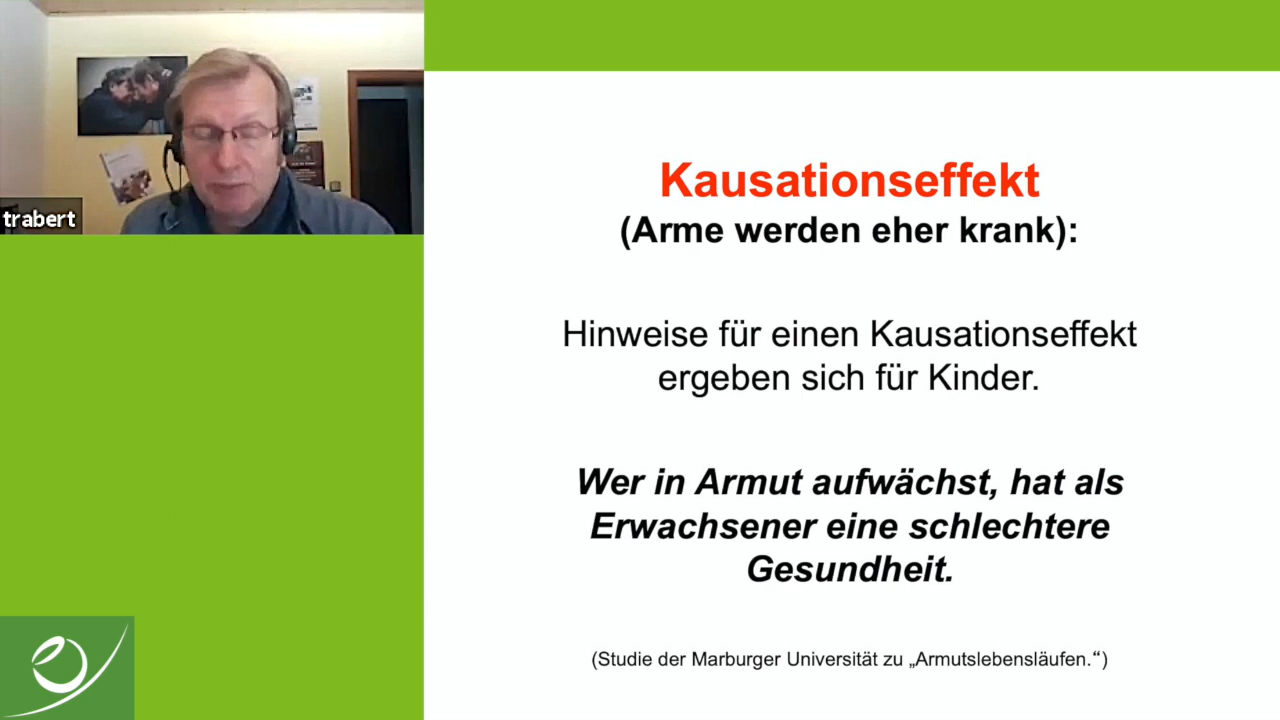 trabert
Kausationseffekt
(Arme werden eher krank):
Hinweise für einen Kausationseffekt
ergeben sich für Kinder.
Wer in Armut aufwächst, hat als
Erwachsener eine schlechtere
Gesundheit.
(Studie der Marburger Universität zu „Armutslebensläufen.“)